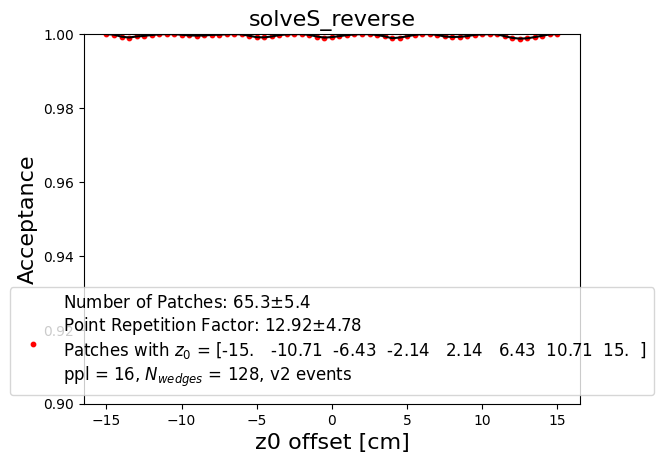 solveS_reverse
1.00
0.98
0.96
0.94
0.92
0.90
Acceptance
Number of Patches: 65.3±5.4
Point Repetition Factor: 12.92±4.78
Patches with z₀ = [-15. -10.71 -6.43 -2.14 2.14 6.43 10.71 15. ]
ppl = 16, N_wedges = 128, v2 events
−15 −10 −5 0 5 10 15
z0 offset [cm]